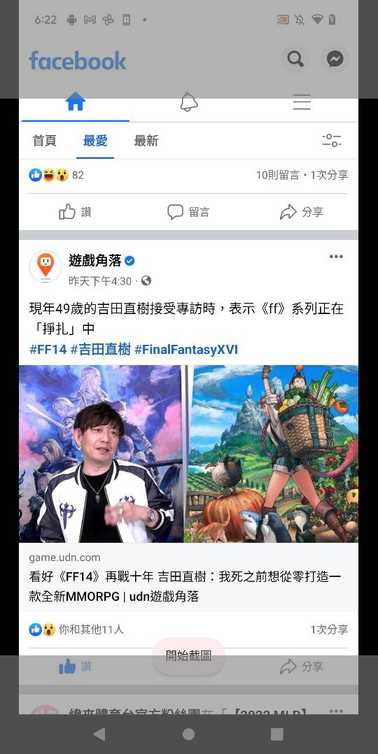 6:22
facebook
首頁 最愛 最新
82 10則留言・1次分享
讚 留言 分享
遊戲角落
昨天下午4:30 ·
現年49歲的吉田直樹接受專訪時，表示《ff》系列正在
「掙扎」中
#FF14 #吉田直樹 #FinalFantasyXVI
game.udn.com
看好《FF14》再戰十年 吉田直樹：我死之前想從零打造一
款全新MMORPG | udn遊戲角落
你和其他11人 1次分享
開始截圖
讚 分享